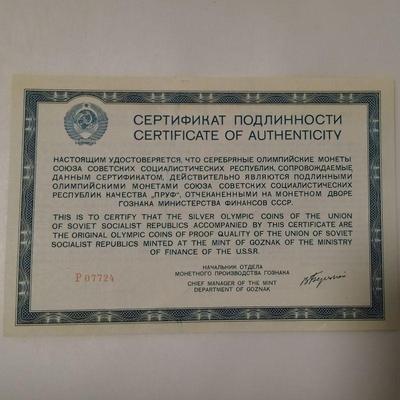 СЕРТИФИКАТ ПОДЛИННОСТИ
CERTIFICATE OF AUTHENTICITY
НАСТОЯЩИМ УДОСТОВЕРЯЕТСЯ, ЧТО СЕРЕБРЯНЫЕ ОЛИМПИЙСКИЕ МОНЕТЫ
СОЮЗА СОВЕТСКИХ СОЦИАЛИСТИЧЕСКИХ РЕСПУБЛИК, СОПРОВОЖДАЕМЫЕ
ДАННЫМ СЕРТИФИКАТОМ, ДЕЙСТВИТЕЛЬНО ЯВЛЯЮТСЯ ПОДЛИННЫМИ
ОЛИМПИЙСКИМИ МОНЕТАМИ СОЮЗА СОВЕТСКИХ СОЦИАЛИСТИЧЕСКИХ
РЕСПУБЛИК КАЧЕСТВА „ПРУФ", ОТЧЕКАНЕННЫМИ НА МОНЕТНОМ ДВОРЕ
ГОЗНАКА МИНИСТЕРСТВА ФИНАНСОВ СССР.
THIS IS TO CERTIFY THAT THE SILVER OLYMPIC COINS OF THE UNION
OF SOVIET SOCIALIST REPUBLICS ACCOMPANIED BY THIS CERTIFICATE ARE
THE ORIGINAL OLYMPIC COINS OF PROOF QUALITY OF THE UNION OF SOVIET
SOCIALIST REPUBLICS MINTED AT THE MINT OF GOZNAK OF THE MINISTRY
OF FINANCE OF THE U.S.S.R.
НАЧАЛЬНИК ОТДЕЛА
МОНЕТНОГО ПРОИЗВОДСТВА ГОЗНАКА
Р 07724
CHIEF MANAGER OF THE MINT
DEPARTMENT OF GOZNAK